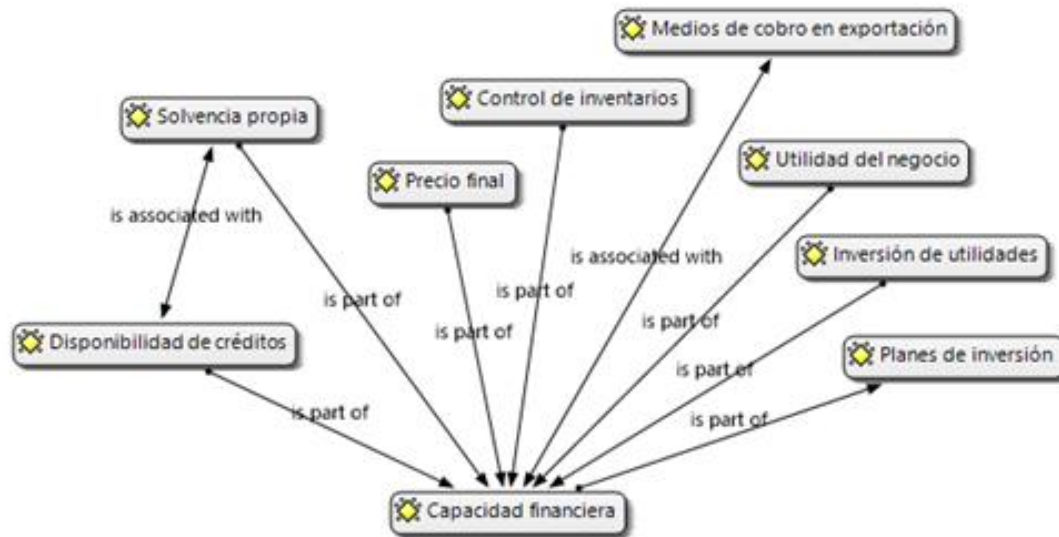 Medios de cobro en exportación
Control de inventarios
Solvencia propia
Utilidad del negocio
Precio final
is associated with
Inversión de utilidades
is associated with
is part of
is part of
is part of
is part of
Disponibilidad de créditos
Planes de inversión
is part of
is part of
is part of
Capacidad financiera